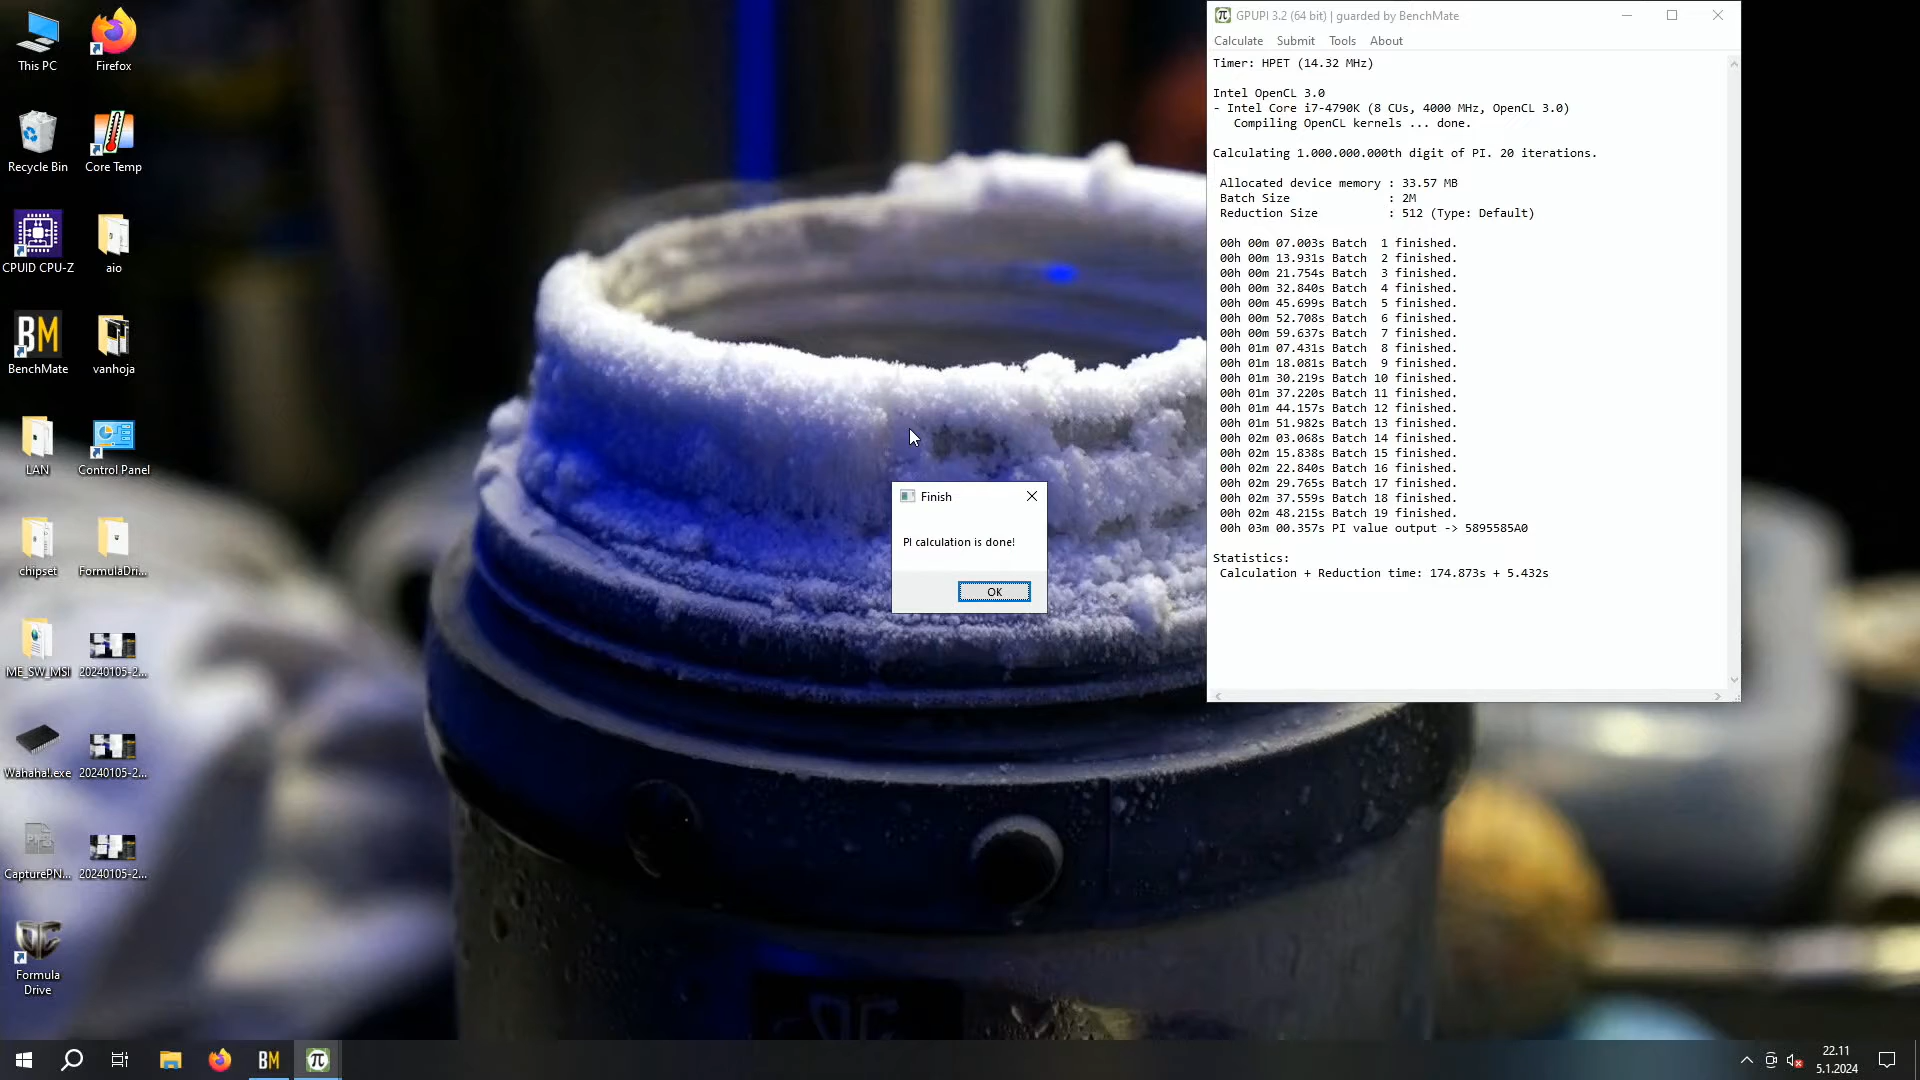 This PC
Firefox
Recycle Bin
Core Temp
CPUID CPU-Z
aio
BM
BenchMate
vanhoja
LAN
Control Panel
chipset
FormulaDri...
ME_SW_MSI
20240105-2...
Wahaha!.exe
20240105-2...
CapturePN...
20240105-2...
Formula
Drive
GPUPI 3.2 (64 bit) | guarded by BenchMate
Calculate Submit Tools About
Timer: HPET (14.32 MHz)
Intel OpenCL 3.0
- Intel Core i7-4790K (8 CUs, 4000 MHz, OpenCL 3.0)
Compiling OpenCL kernels ... done.
Calculating 1.000.000.000th digit of PI. 20 iterations.
Allocated device memory : 33.57 MB
Batch Size : 2M
Reduction Size : 512 (Type: Default)
00h 00m 07.003s Batch 1 finished.
00h 00m 13.931s Batch 2 finished.
00h 00m 21.754s Batch 3 finished.
00h 00m 32.840s Batch 4 finished.
00h 00m 45.699s Batch 5 finished.
00h 00m 52.708s Batch 6 finished.
00h 00m 59.637s Batch 7 finished.
00h 01m 07.431s Batch 8 finished.
00h 01m 18.081s Batch 9 finished.
00h 01m 30.219s Batch 10 finished.
00h 01m 37.220s Batch 11 finished.
00h 01m 44.157s Batch 12 finished.
00h 01m 51.982s Batch 13 finished.
00h 02m 03.068s Batch 14 finished.
00h 02m 15.838s Batch 15 finished.
00h 02m 22.840s Batch 16 finished.
00h 02m 29.765s Batch 17 finished.
00h 02m 37.559s Batch 18 finished.
00h 02m 48.215s Batch 19 finished.
00h 03m 00.357s PI value output -> 5895585A0
Statistics:
Calculation + Reduction time: 174.873s + 5.432s
Finish
PI calculation is done!
OK
BM
22.11
5.1.2024